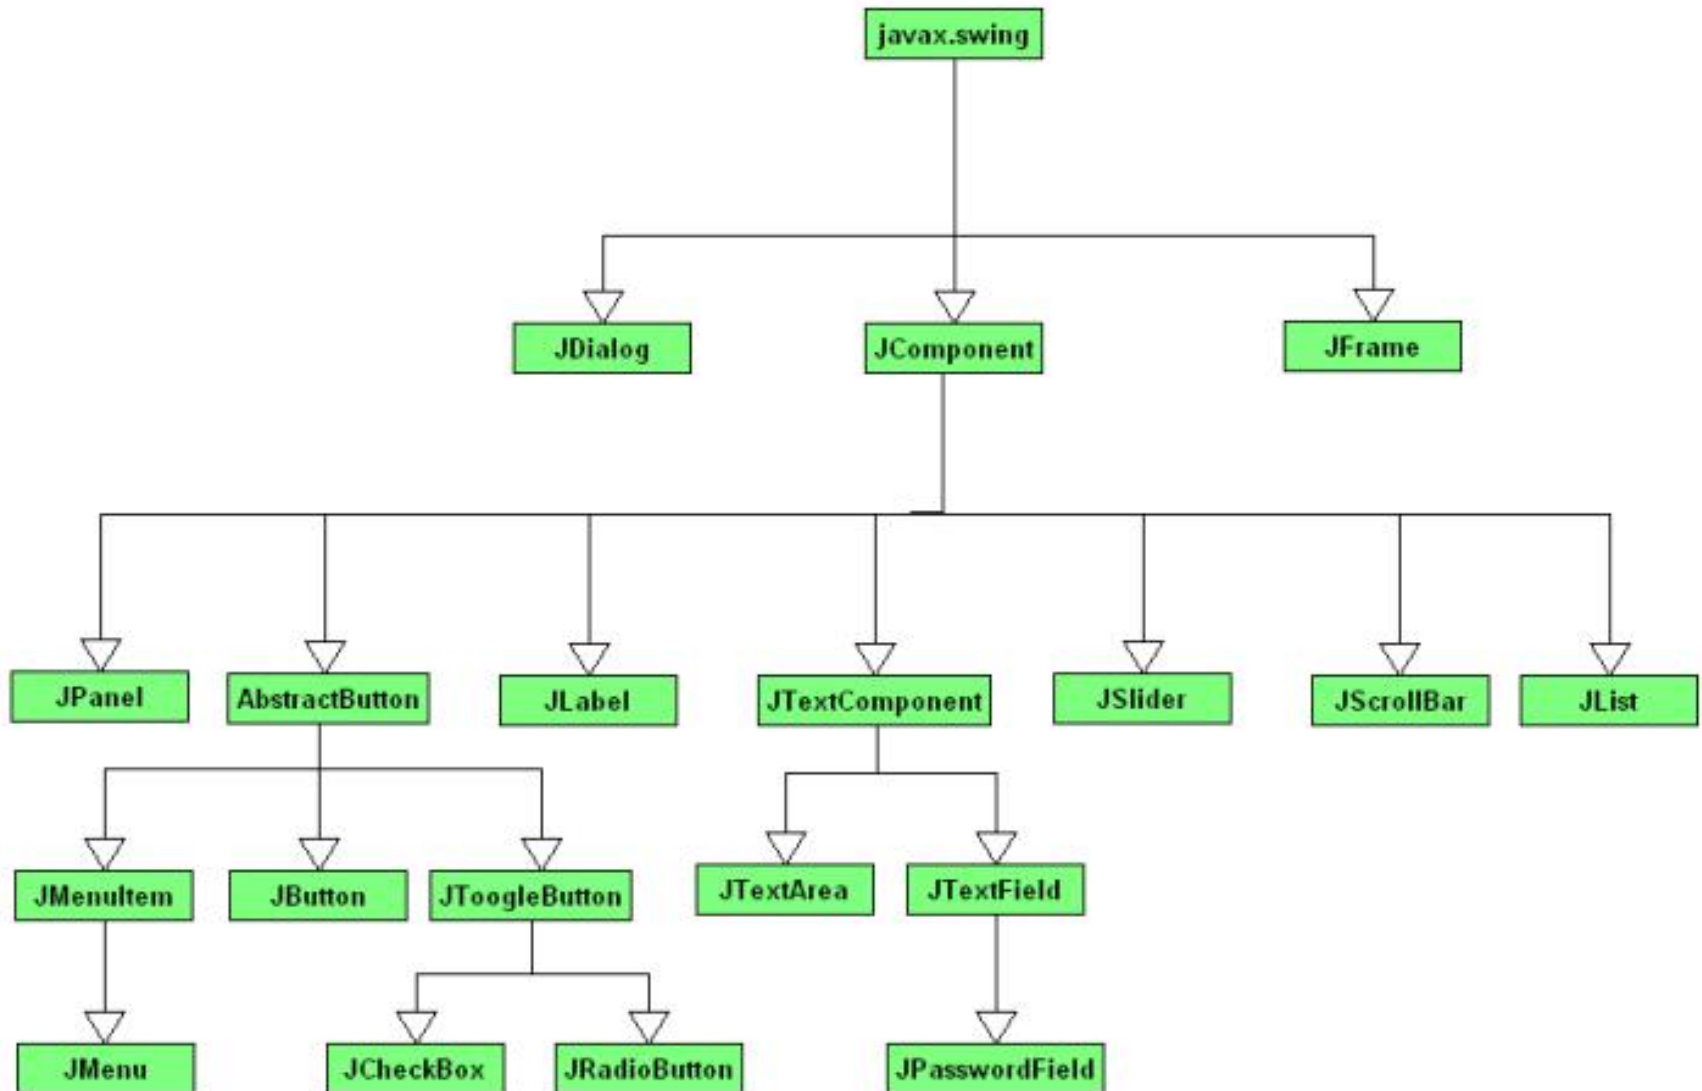 javax.swing
JDialog
JComponent
JFrame
JPanel
AbstractButton
JLabel
JTextComponent
JSlider
JScrollBar
JList
JMenuItem
JButton
JToogleButton
JTextArea
JTextField
JMenu
JCheckBox
JRadioButton
JPasswordField